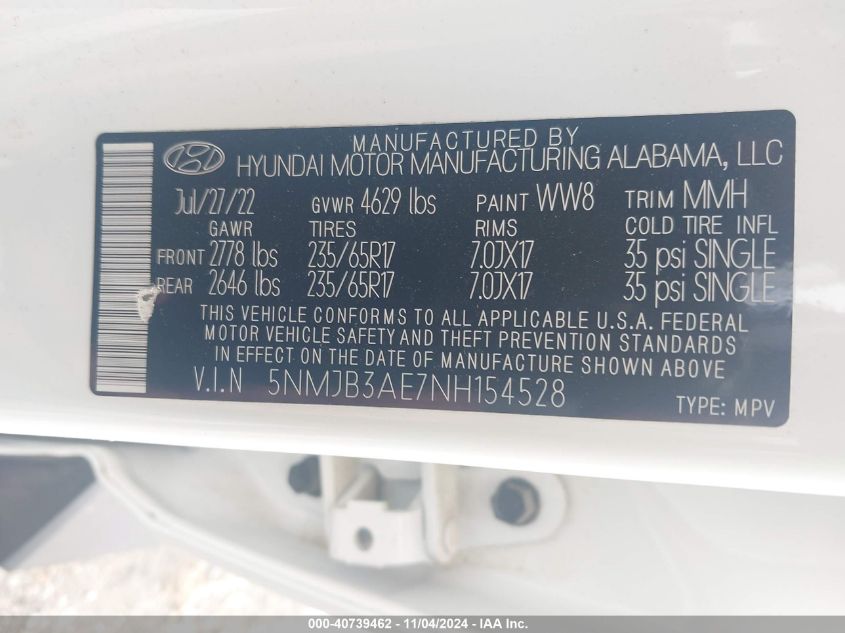 MANUFACTURED BY
HYUNDAI MOTOR MANUFACTURING ALABAMA, LLC
Jul/27/22 GVWR 4629 lbs PAINT WW8 TRIM MMH
GAWR TIRES RIMS COLD TIRE INFL
FRONT 2778 lbs 235/65R17 7.0JX17 35 psi SINGLE
REAR 2646 lbs 235/65R17 7.0JX17 35 psi SINGLE
THIS VEHICLE CONFORMS TO ALL APPLICABLE U.S.A. FEDERAL
MOTOR VEHICLE SAFETY AND THEFT PREVENTION STANDARDS
IN EFFECT ON THE DATE OF MANUFACTURE SHOWN ABOVE
V.I.N 5NMJB3AE7NH154528
TYPE: MPV
000-40739462 - 11/04/2024 - IAA Inc.